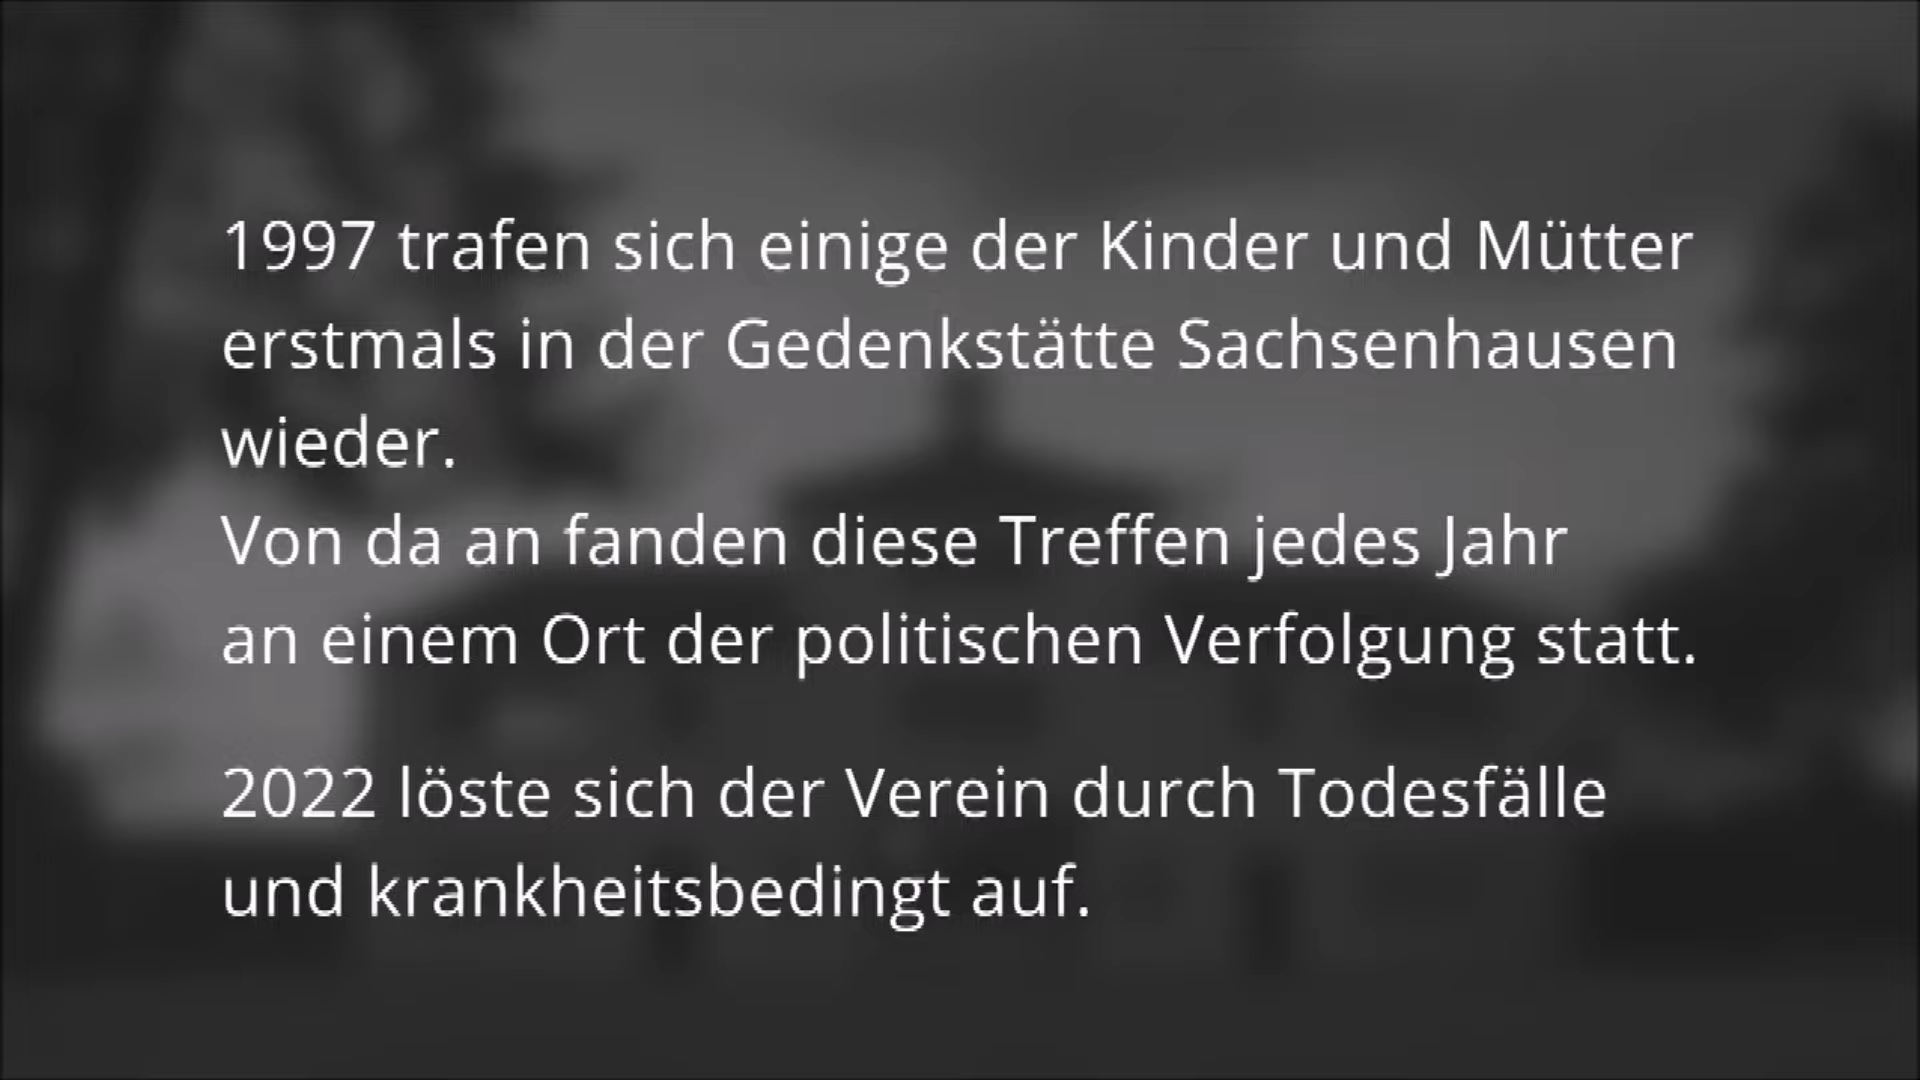 1997 trafen sich einige der Kinder und Mütter
erstmals in der Gedenkstätte Sachsenhausen
wieder.
Von da an fanden diese Treffen jedes Jahr
an einem Ort der politischen Verfolgung statt.
2022 löste sich der Verein durch Todesfälle
und krankheitsbedingt auf.